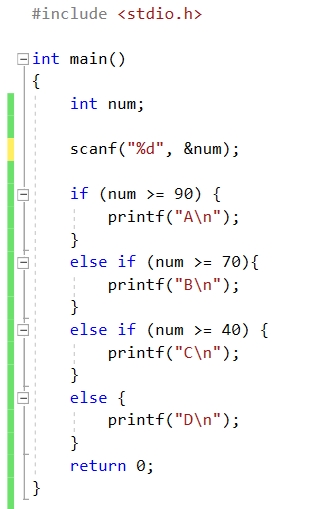 #include <stdio.h>
int main()
{
int num;
scanf("%d", &num);
if (num >= 90) {
printf("A\n");
}
else if (num >= 70){
printf("B\n");
}
else if (num >= 40) {
printf("C\n");
}
else {
printf("D\n");
}
return 0;
}